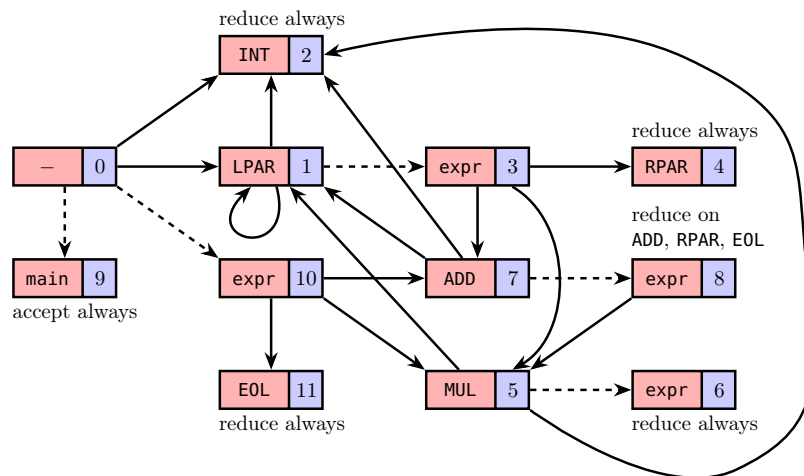 reduce always
INT 2
reduce always
– 0
LPAR 1
expr 3
RPAR 4
reduce on
ADD, RPAR, EOL
main 9
expr 10
ADD 7
expr 8
accept always
EOL 11
MUL 5
expr 6
reduce always
reduce always